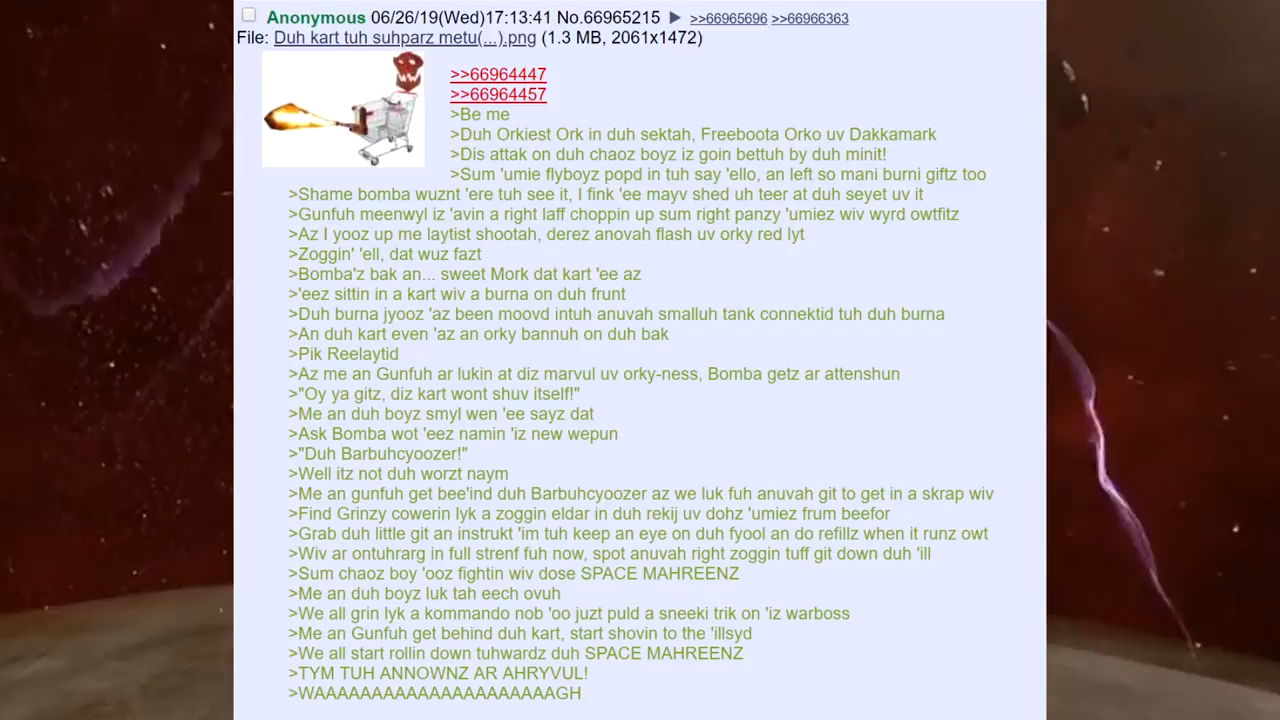 Anonymous 06/26/19(Wed)17:13:41 No.66965215 ▶ >>66965696 >>66966363
File: Duh kart tuh suhparz metu(...).png (1.3 MB, 2061x1472)
>>66964447
>>66964457
>Be me
>Duh Orkiest Ork in duh sektah, Freeboota Orko uv Dakkamark
>Dis attak on duh chaoz boyz iz goin bettuh by duh minit!
>Sum 'umie flyboyz popd in tuh say 'ello, an left so mani burni giftz too
>Shame bomba wuznt 'ere tuh see it, I fink 'ee mayv shed uh teer at duh seyet uv it
>Gunfuh meenwyl iz 'avin a right laff choppin up sum right panzy 'umiez wiv wyrd owtfitz
>Az I yooz up me laytist shootah, derez anovah flash uv orky red lyt
>Zoggin' 'ell, dat wuz fazt
>Bomba'z bak an... sweet Mork dat kart 'ee az
>'eez sittin in a kart wiv a burna on duh frunt
>Duh burna jyooz 'az been moovd intuh anuvah smalluh tank connektid tuh duh burna
>An duh kart even 'az an orky bannuh on duh bak
>Pik Reelaytid
>Az me an Gunfuh ar lukin at diz marvul uv orky-ness, Bomba getz ar attenshun
>"Oy ya gitz, diz kart wont shuv itself!"
>Me an duh boyz smyl wen 'ee sayz dat
>Ask Bomba wot 'eez namin 'iz new wepun
>"Duh Barbuhcyoozer!"
>Well itz not duh worzt naym
>Me an gunfuh get bee'ind duh Barbuhcyoozer az we luk fuh anuvah git to get in a skrap wiv
>Find Grinzy cowerin lyk a zoggin eldar in duh rekij uv dohz 'umiez frum beefor
>Grab duh little git an instrukt 'im tuh keep an eye on duh fyool an do refillz when it runz owt
>Wiv ar ontuhrarg in full strenf fuh now, spot anuvah right zoggin tuff git down duh 'ill
>Sum chaoz boy 'ooz fightin wiv dose SPACE MAHREENZ
>Me an duh boyz luk tah eech ovuh
>We all grin lyk a kommando nob 'oo juzt puld a sneeki trik on 'iz warboss
>Me an Gunfuh get behind duh kart, start shovin to the 'illsyd
>We all start rollin down tuhwardz duh SPACE MAHREENZ
>TYM TUH ANNOWNZ AR AHRYVUL!
>WAAAAAAAAAAAAAAAAAAAAAGH